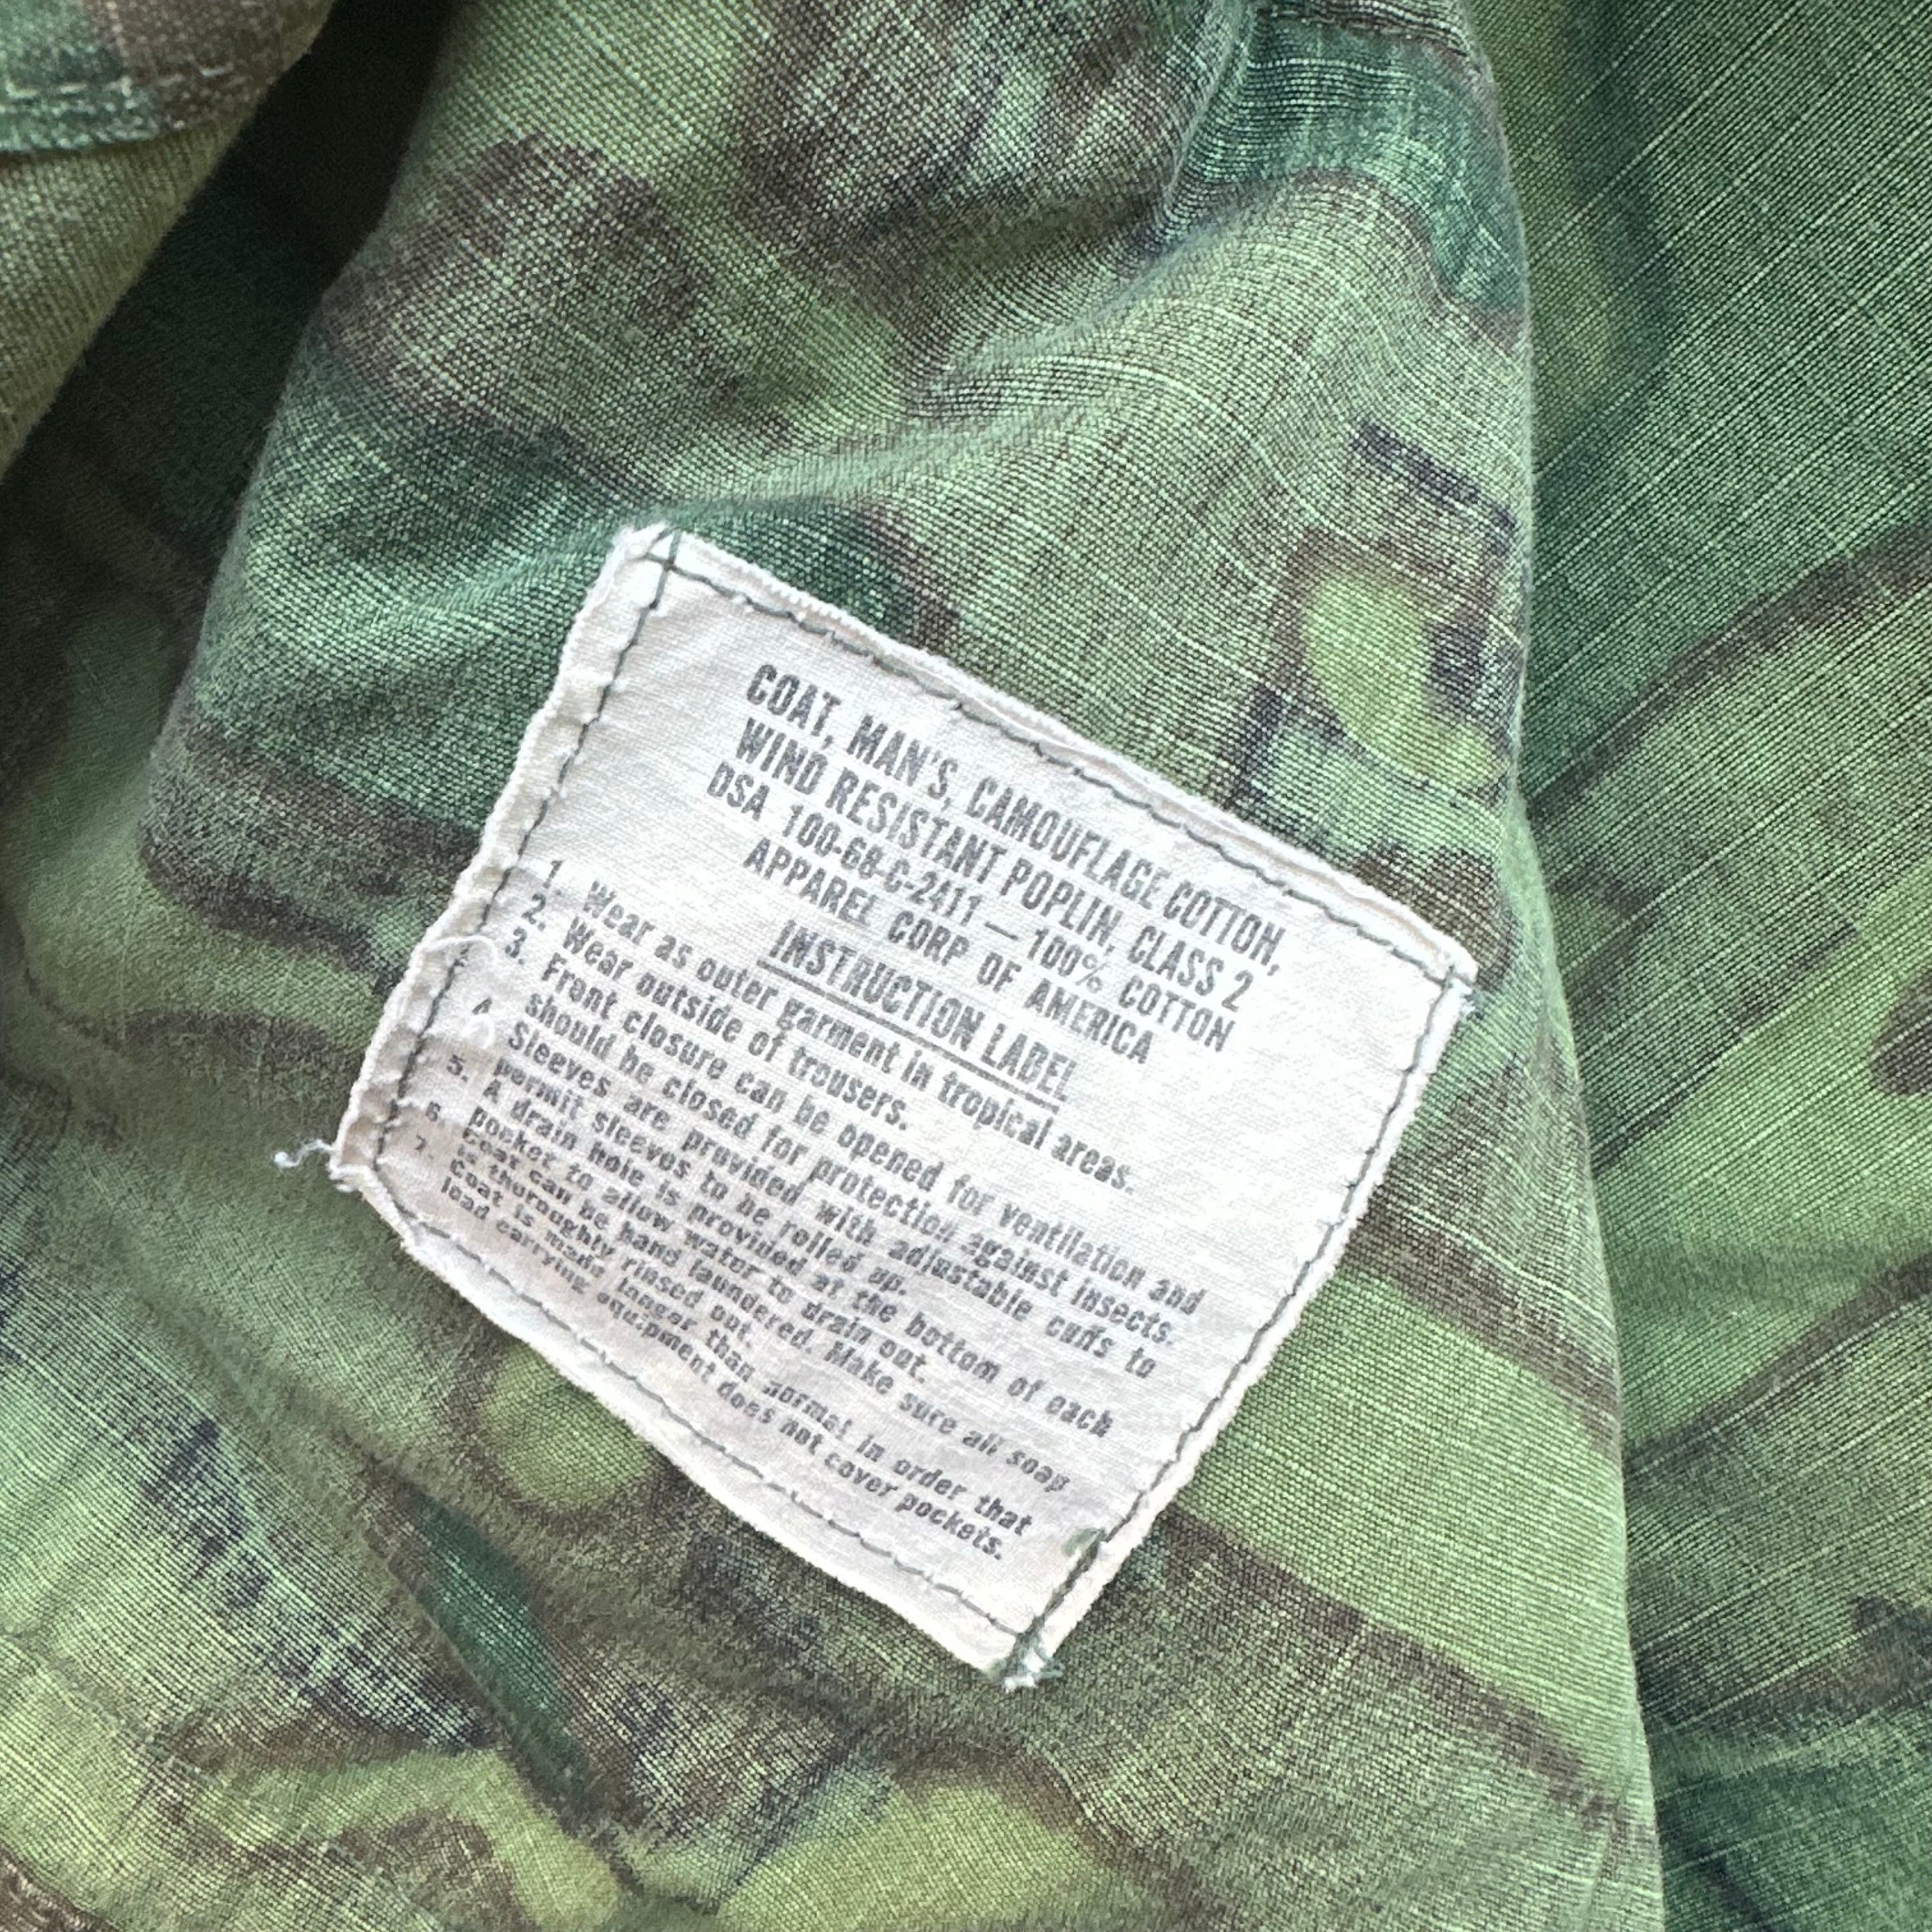 COAT, MAN'S, CAMOUFLAGE COTTON,
WIND RESISTANT POPLIN, CLASS 2
DSA 100-68-C-2411—100% COTTON
APPAREL CORP OF AMERICA
INSTRUCTION LABEL
1. Wear as outer garment in tropical areas.
2. Wear outside of trousers.
3. Front closure can be opened for ventilation and
should be closed for protection against insects.
4. Sleeves are provided with adjustable cuffs to
permit sleeves to be rolled up.
5. A drain hole is provided at the bottom of each
pocket to allow water to drain out.
6. Coat can be hand laundered. Make sure all soap
is thoroughly rinsed out.
7. Coat is made longer than normal in order that
load carrying equipment does not cover pockets.